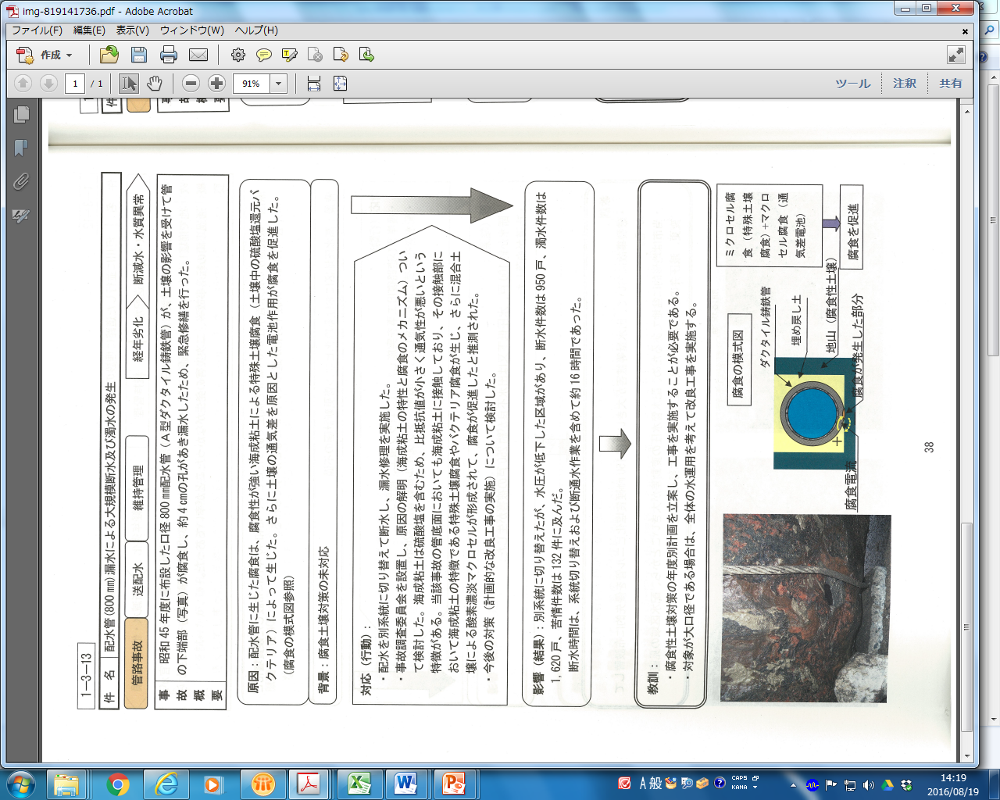 img-819141736.pdf - Adobe Acrobat
ファイル(F) 編集(E) 表示(V) ウィンドウ(W) ヘルプ(H)
作成
1 / 1
91%
ツール 注釈 共有
1－3－13
件 名 配水管(800 ㎜)漏水による大規模断水及び濁水の発生
管路事故 送配水 維持管理 経年劣化 断減水・水質異常
事故概要
昭和 45 年度に布設した口径 800 ㎜配水管（A 型ダクタイル鋳鉄管）が、土壌の影響を受けて管
の下端部（写真）が腐食し、約 4 cmの孔があき漏水したため、緊急修繕を行った。
原因：配水管に生じた腐食は、腐食性が強い海成粘土による特殊土壌腐食（土壌中の硫酸塩還元バ
クテリア）によって生じた。さらに土壌の通気差を原因とした電池作用が腐食を促進した。
（腐食の模式図参照）
背景：腐食土壌対策の未対応
対応（行動）：
・配水を別系統に切り替えて断水し、漏水修理を実施した。
・事故調査委員会を設置し、原因の解明（海成粘土の特性と腐食のメカニズム）つい
て検討した。海成粘土は硫酸塩を含むため、比抵抗値が小さく通気性が悪いという
特徴がある。当該事故の管底面においても海成粘土に接触しており、その接触部に
おいて海成粘土の特徴である特殊土壌腐食やバクテリア腐食が生じ、さらに混合土
壌による酸素濃淡マクロセルが形成されて、腐食が促進したと推測された。
・今後の対策（計画的な改良工事の実施）について検討した。
影響（結果）：別系統に切り替えたが、水圧が低下した区域があり、断水件数は 950 戸、濁水件数は
1,620 戸、苦情件数は 132 件に及んだ。
断水時間は、系統切り替えおよび断通水作業を含めて約 16 時間であった。
教訓：
・腐食性土壌対策の年度別計画を立案し、工事を実施することが必要である。
・対象が大口径である場合は、全体の水運用を考えて改良工事を実施する。
腐食の模式図
ダクタイル鋳鉄管
埋め戻し土
地山（腐食性土壌）
腐食が発生した部分
腐食電流
＋
ミクロセル腐
食（特殊土壌
腐食）+マクロ
セル腐食（通
気差電池）
腐食を促進
38
A 般
CAPS
KANA
14:19
2016/08/19